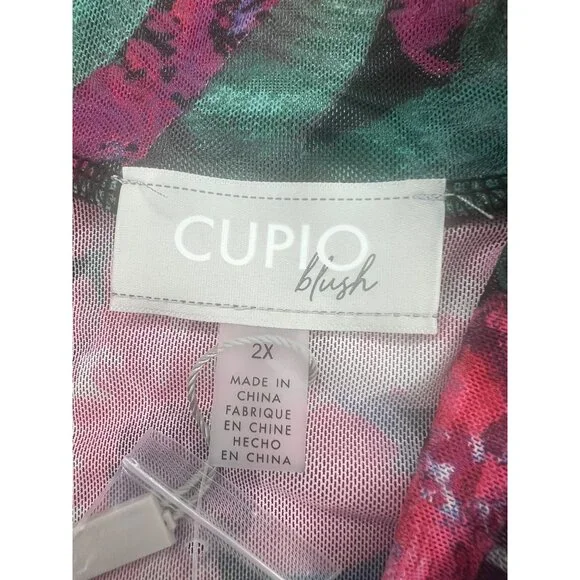 CUPIO
blush
2X
MADE IN
CHINA
FABRIQUE
EN CHINE
HECHO
EN CHINA